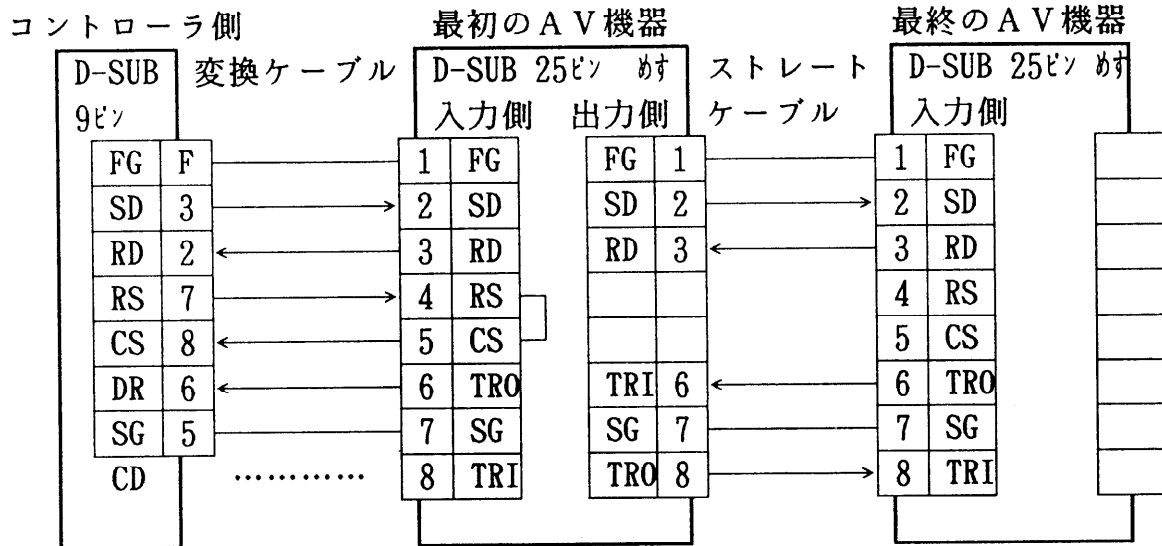 コントローラ側 最初のAV機器 最終のAV機器
D-SUB 変換ケーブル D-SUB 25ピン めす ストレート D-SUB 25ピン めす
9ピン 入力側 出力側 ケーブル 入力側
FG F 1 FG FG 1 1 FG
SD 3 2 SD SD 2 2 SD
RD 2 3 RD RD 3 3 RD
RS 7 4 RS 4 RS
CS 8 5 CS 5 CS
DR 6 6 TRO TRI 6 6 TRO
SG 5 7 SG SG 7 7 SG
CD ………… 8 TRI TRO 8 8 TRI